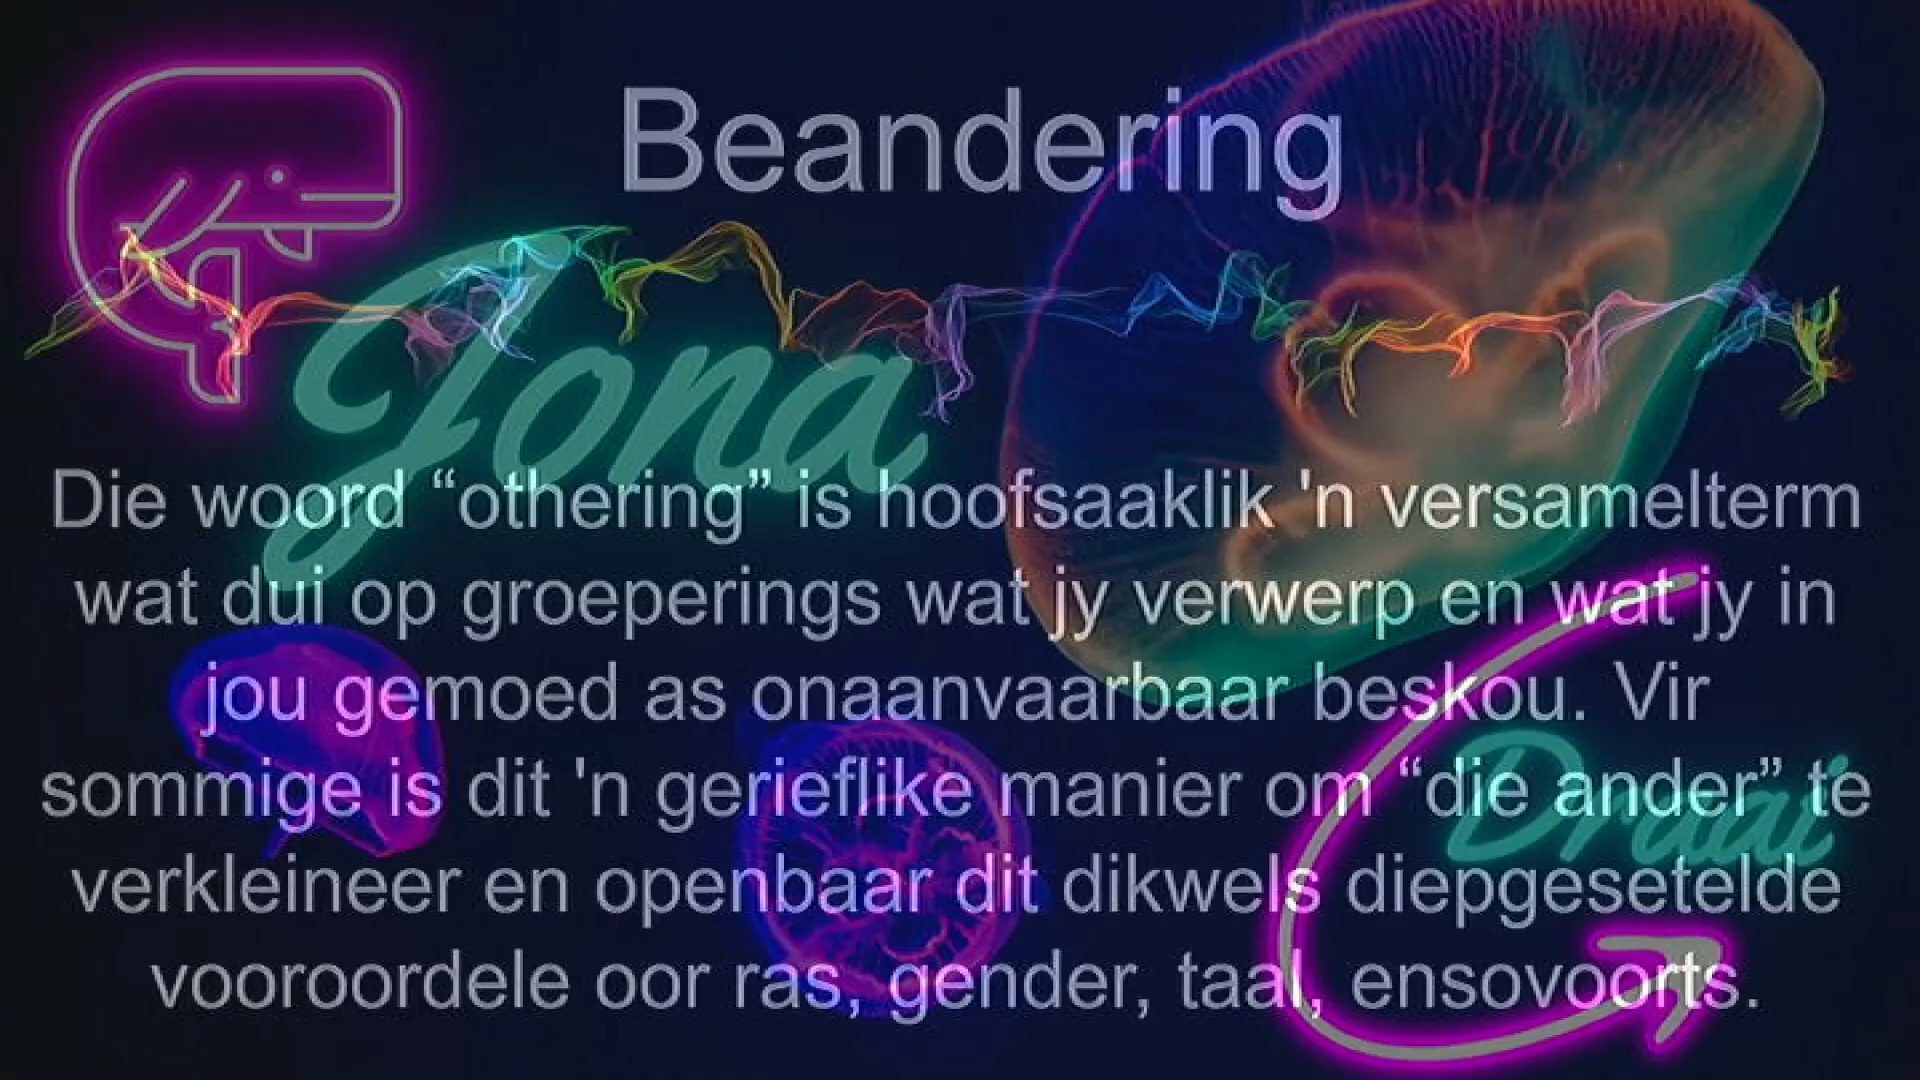 Beandering
Jona
Die woord “othering” is hoofsaaklik 'n versamelterm
wat dui op groeperings wat jy verwerp en wat jy in
jou gemoed as onaanvaarbaar beskou. Vir
sommige is dit 'n gerieflike manier om “die ander” te
Draai
verkleineer en openbaar dit dikwels diepgesetelde
vooroordele oor ras, gender, taal, ensovoorts.